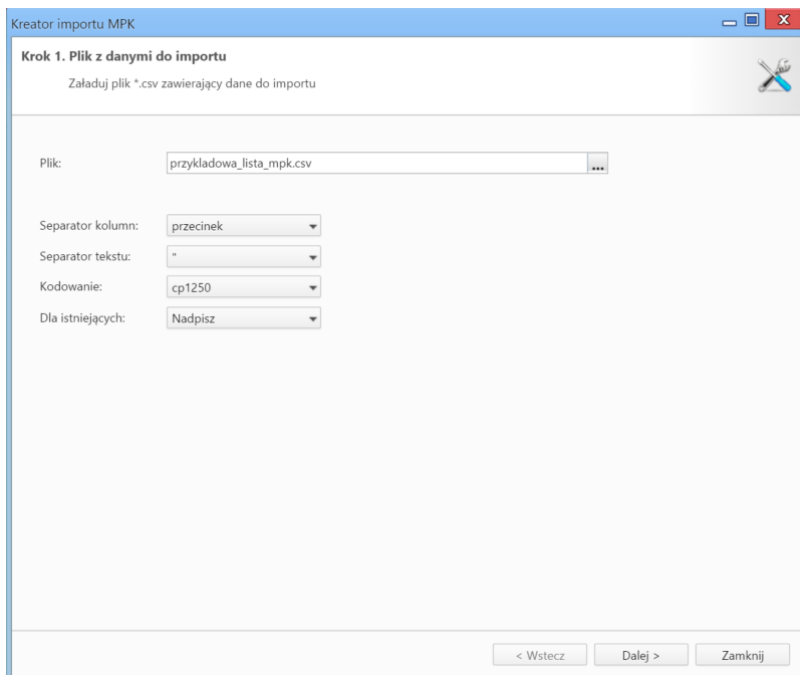 Kreator importu MPK
Krok 1. Plik z danymi do importu
Załaduj plik *.csv zawierający dane do importu
Plik: przykladowa_lista_mpk.csv ...
Separator kolumn: przecinek
Separator tekstu: "
Kodowanie: cp1250
Dla istniejących: Nadpisz
< Wstecz Dalej > Zamknij